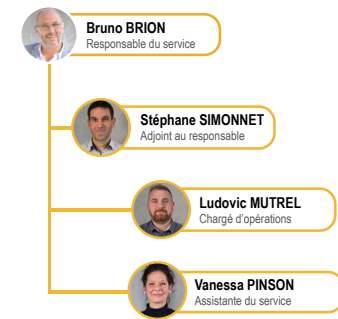 Bruno BRION
Responsable du service
Stéphane SIMONNET
Adjoint au responsable
Ludovic MUTREL
Chargé d'opérations
Vanessa PINSON
Assistante du service